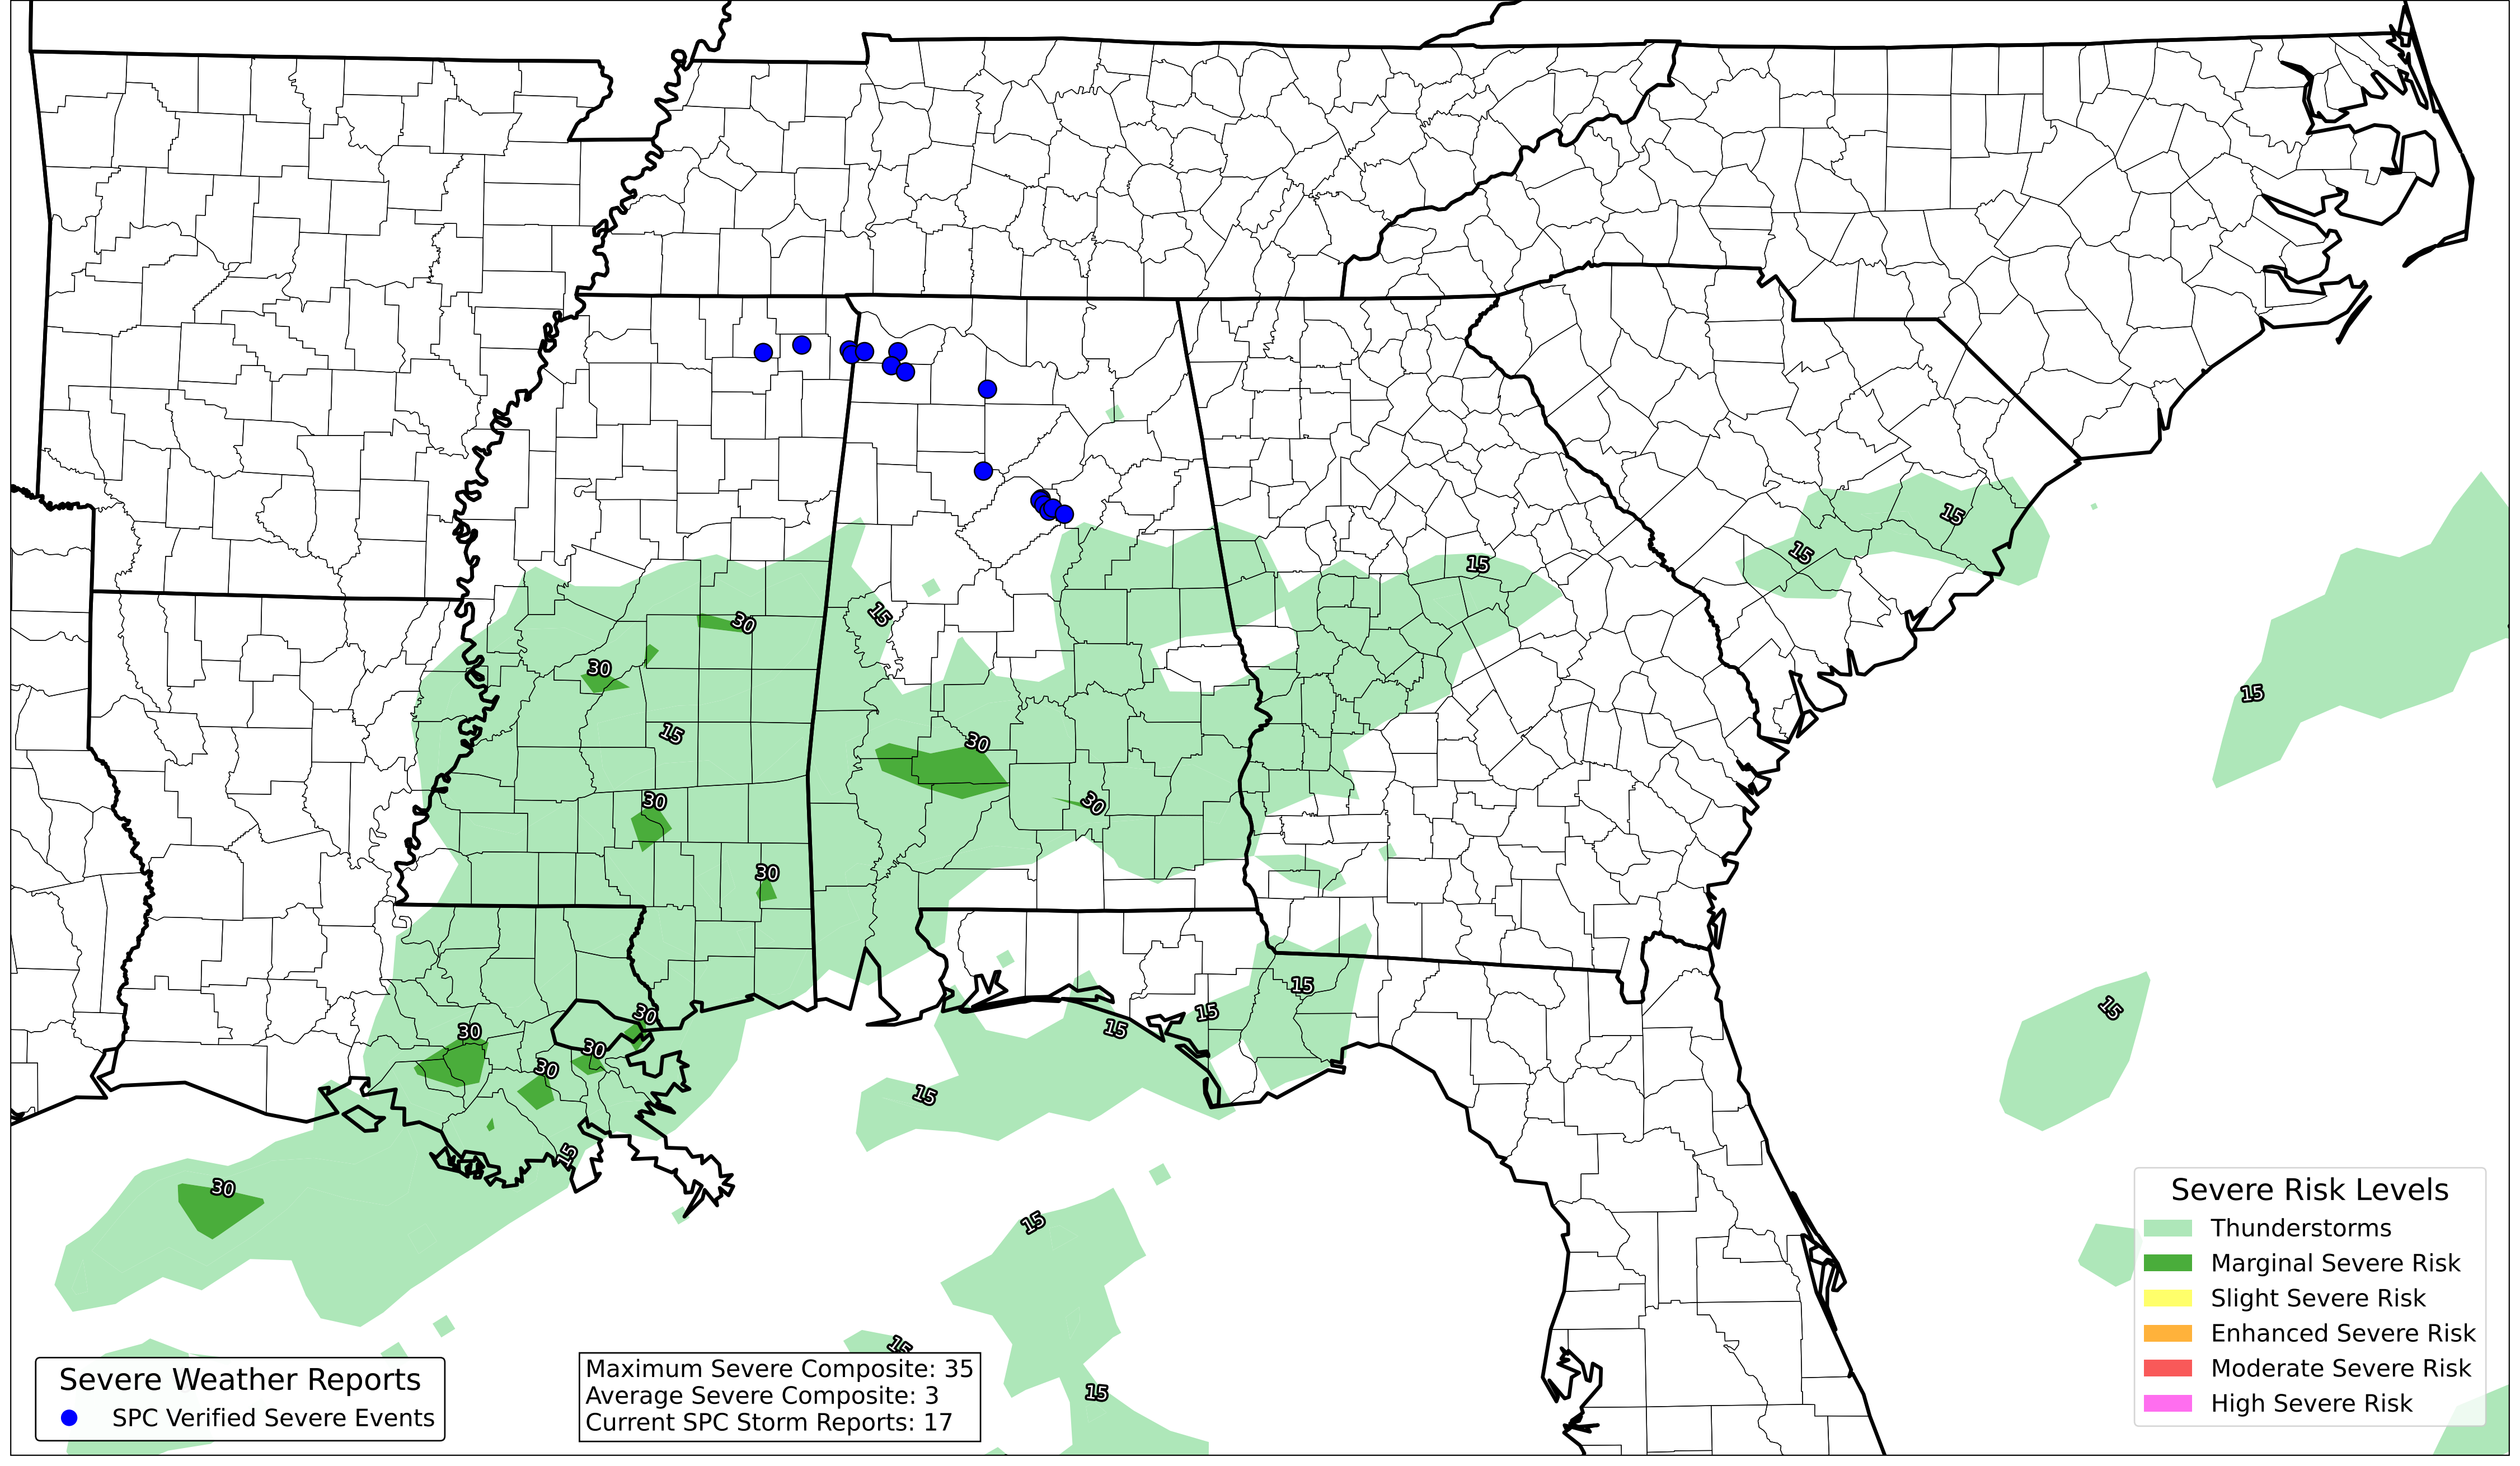 15
15
15
30
15
30
15
15
30
30
30
30
15
15
30
30
15
30
15
30
15
15
15
30
15
15
15
Severe Weather Reports
SPC Verified Severe Events
Maximum Severe Composite: 35
Average Severe Composite: 3
Current SPC Storm Reports: 17
Severe Risk Levels
Thunderstorms
Marginal Severe Risk
Slight Severe Risk
Enhanced Severe Risk
Moderate Severe Risk
High Severe Risk